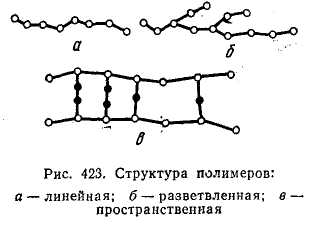 а
б
в
Рис. 423. Структура полимеров:
а — линейная; б — разветвленная; в —
пространственная